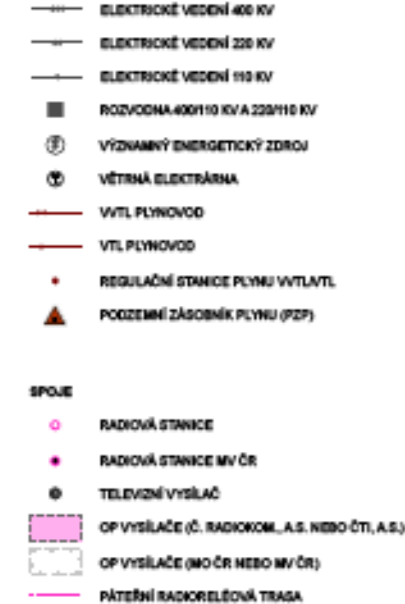 ELEKTRICKÉ VEDENÍ 400 KV
ELEKTRICKÉ VEDENÍ 220 KV
ELEKTRICKÉ VEDENÍ 110 KV
ROZVODNA 400/110 KV A 220/110 KV
VÝZNAMNÝ ENERGETICKÝ ZDROJ
VĚTRNÁ ELEKTRÁRNA
VVTL PLYNOVOD
VTL PLYNOVOD
REGULAČNÍ STANICE PLYNU VVTL/VTL
PODZEMNÍ ZÁSOBNÍK PLYNU (PZP)
SPOJE
RADIOVÁ STANICE
RADIOVÁ STANICE MV ČR
TELEVIZNÍ VYSÍLAČ
OP VYSÍLAČE (Č. RADIOKOM., A.S. NEBO ČTI, A.S.)
OP VYSÍLAČE (MO ČR NEBO MV ČR)
PÁTEŘNÍ RADIORELÉOVÁ TRASA